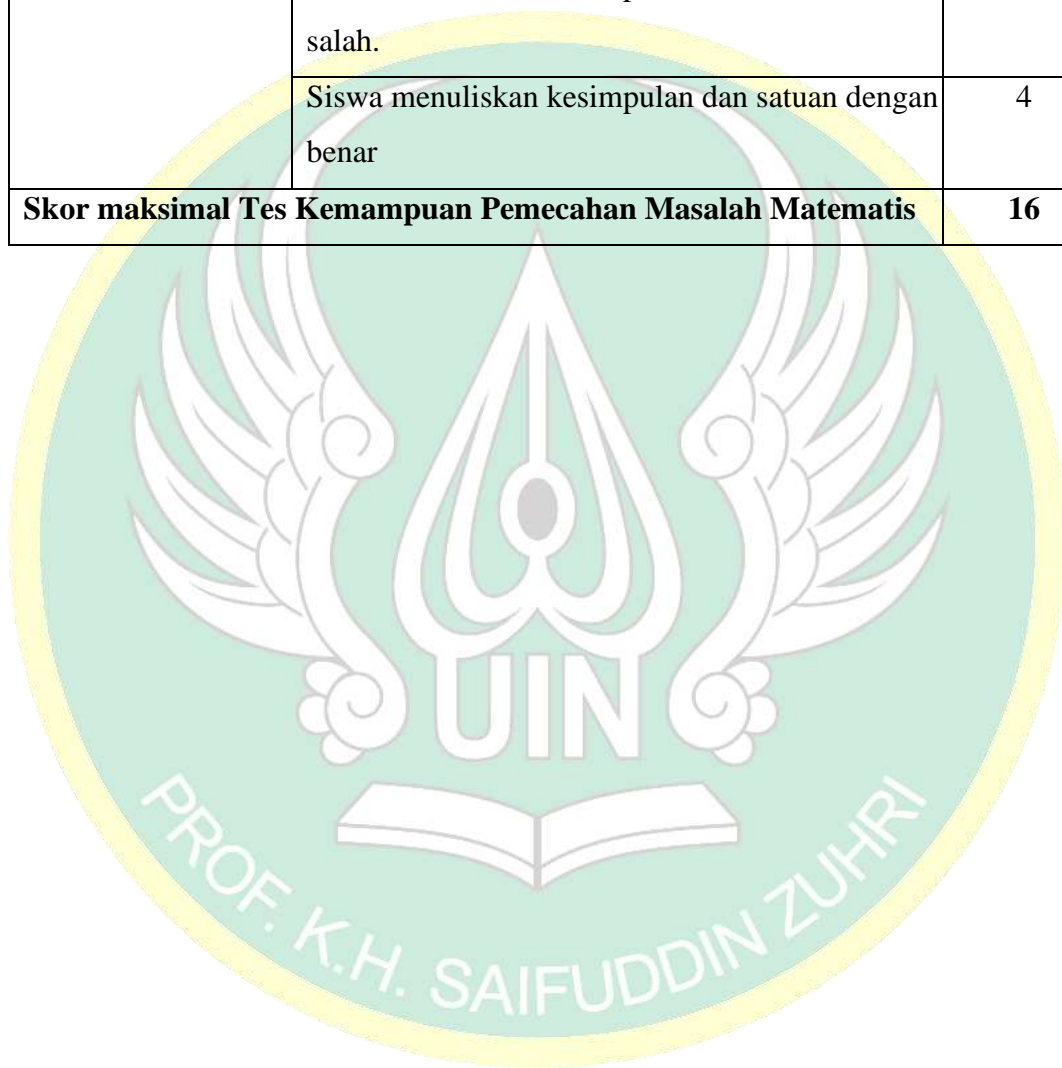 salah.
Siswa menuliskan kesimpulan dan satuan dengan 4
benar
Skor maksimal Tes Kemampuan Pemecahan Masalah Matematis 16
UIN
PROF. K.H. SAIFUDDIN ZUHRI